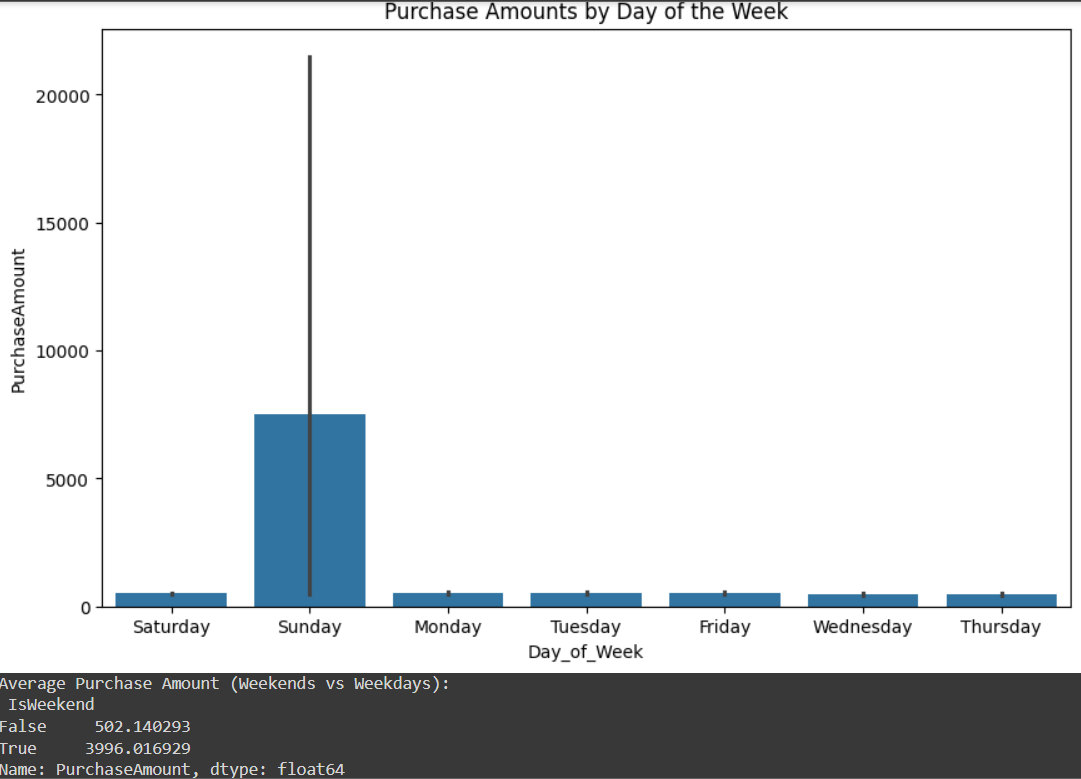 Purchase Amounts by Day of the Week
PurchaseAmount
20000
15000
10000
5000
0
Saturday Sunday Monday Tuesday Friday Wednesday Thursday
Day_of_Week
Average Purchase Amount (Weekends vs Weekdays):
IsWeekend
False 502.140293
True 3996.016929
Name: PurchaseAmount, dtype: float64